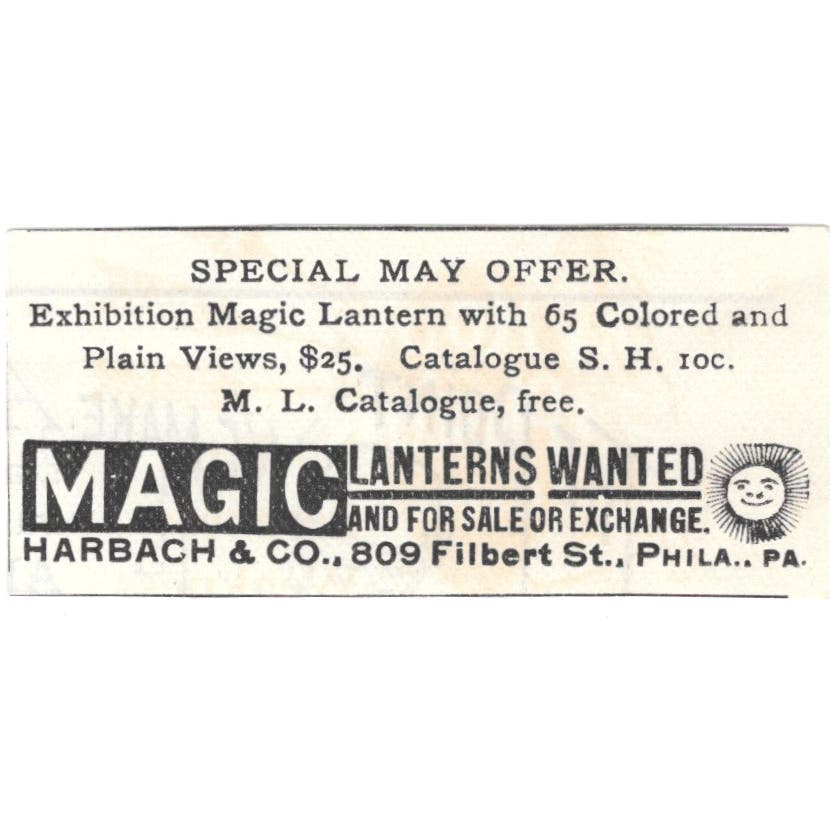 SPECIAL MAY OFFER.
Exhibition Magic Lantern with 65 Colored and
Plain Views, $25. Catalogue S. H. 10c.
M. L. Catalogue, free.
MAGIC LANTERNS WANTED
AND FOR SALE OR EXCHANGE.
HARBACH & CO., 809 Filbert St., PHILA., PA.